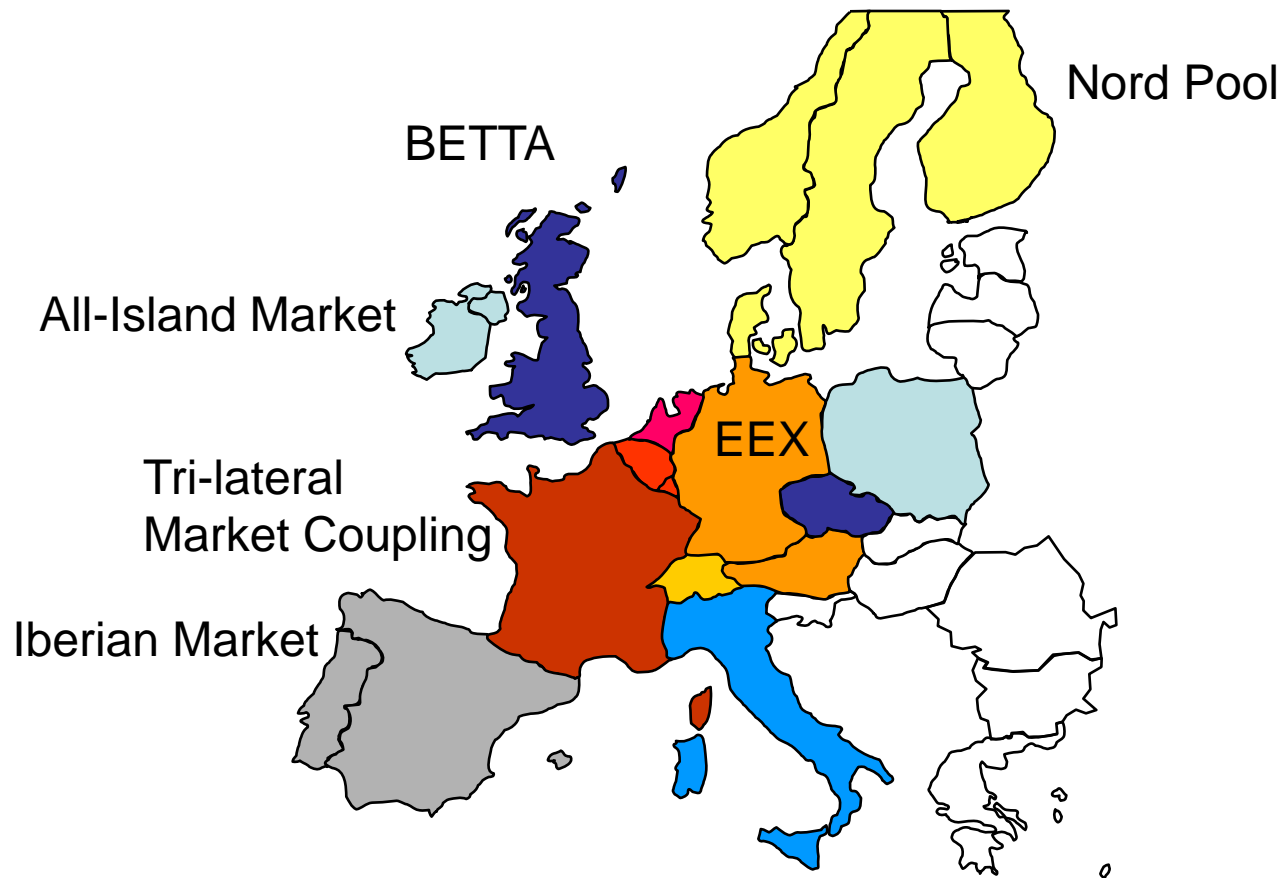 Nord Pool
BETTA
All-Island Market
EEX
Tri-lateral
Market Coupling
Iberian Market